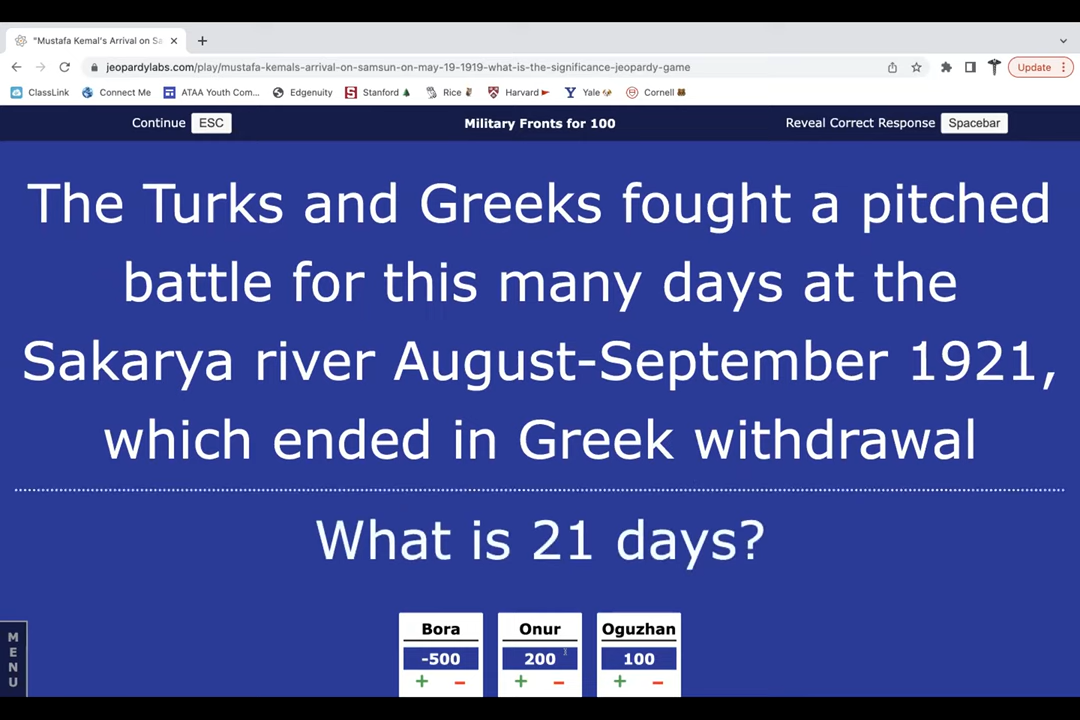 "Mustafa Kemal's Arrival on Sa
jeopardylabs.com/play/mustafa-kemals-arrival-on-samsun-on-may-19-1919-what-is-the-significance-jeopardy-game
Update
ClassLink Connect Me ATAA Youth Com... Edgenuity Stanford Rice Harvard Yale Cornell
Continue ESC Military Fronts for 100 Reveal Correct Response Spacebar
The Turks and Greeks fought a pitched
battle for this many days at the
Sakarya river August-September 1921,
which ended in Greek withdrawal
What is 21 days?
MENU
Bora Onur Oguzhan
-500 200 100
+ − + − + −